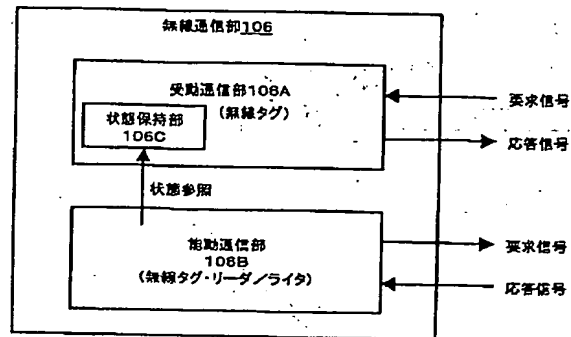 無線通信部106
受動通信部106A
(無線タグ)
状態保持部
106C
要求信号
応答信号
状態参照
能動通信部
106B
(無線タグ・リーダ/ライタ)
要求信号
応答信号